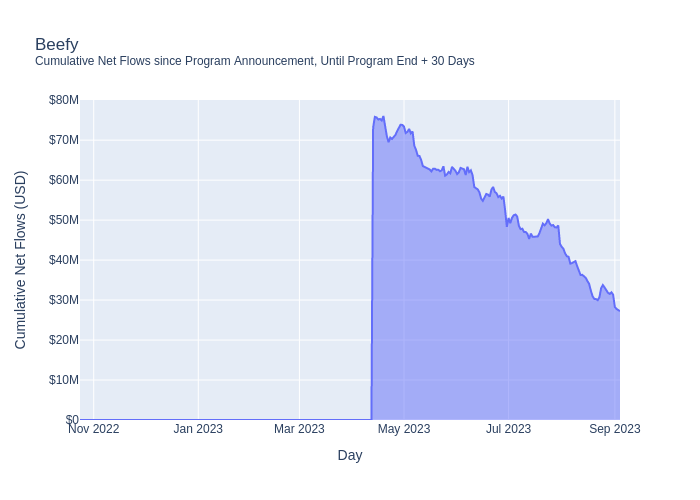 Beefy
Cumulative Net Flows since Program Announcement, Until Program End + 30 Days
Cumulative Net Flows (USD)
$80M
$70M
$60M
$50M
$40M
$30M
$20M
$10M
$0
Nov 2022 Jan 2023 Mar 2023 May 2023 Jul 2023 Sep 2023
Day